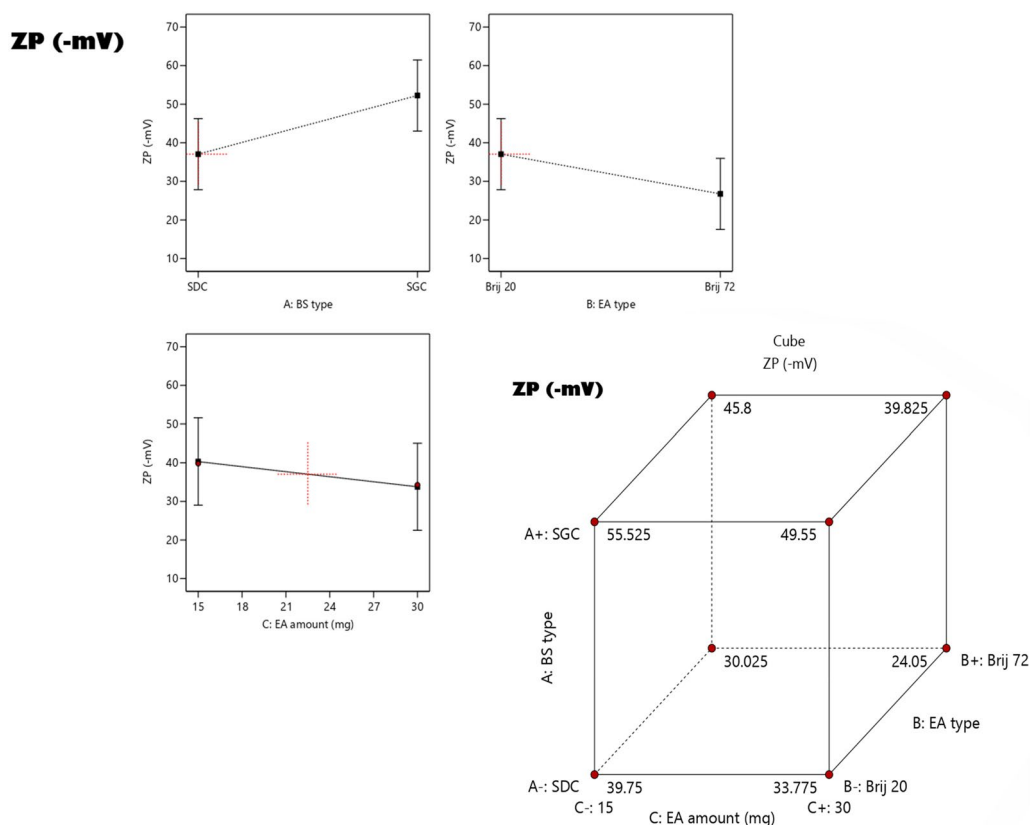 ZP (-mV)
70
60
50
40
30
20
10
ZP (-mV)
SDC
SGC
A: BS type
70
60
50
40
30
20
10
ZP (-mV)
Brij 20
Brij 72
B: EA type
70
60
50
40
30
20
10
ZP (-mV)
15 18 21 24 27 30
C: EA amount (mg)
Cube
ZP (-mV)
ZP (-mV)
45.8
39.825
A+: SGC
55.525
49.55
A: BS type
30.025
24.05
B+: Brij 72
B: EA type
A-: SDC
39.75
33.775
B-: Brij 20
C-: 15
C+: 30
C: EA amount (mg)